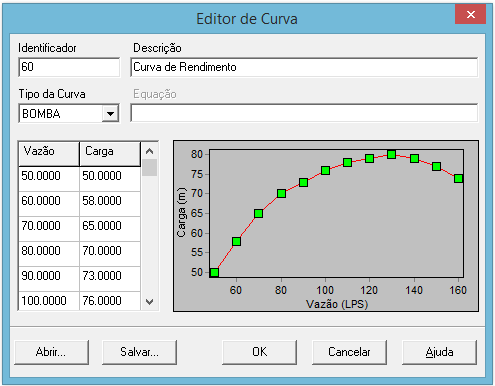 Editor de Curva
Identificador Descrição
60 Curva de Rendimento
Tipo da Curva Equação
BOMBA
Vazão Carga
50.0000 50.0000
60.0000 58.0000
70.0000 65.0000
80.0000 70.0000
90.0000 73.0000
100.0000 76.0000
Carga (m)
80
75
70
65
60
55
50
60 80 100 120 140 160
Vazão (LPS)
Abrir... Salvar... OK Cancelar Ajuda